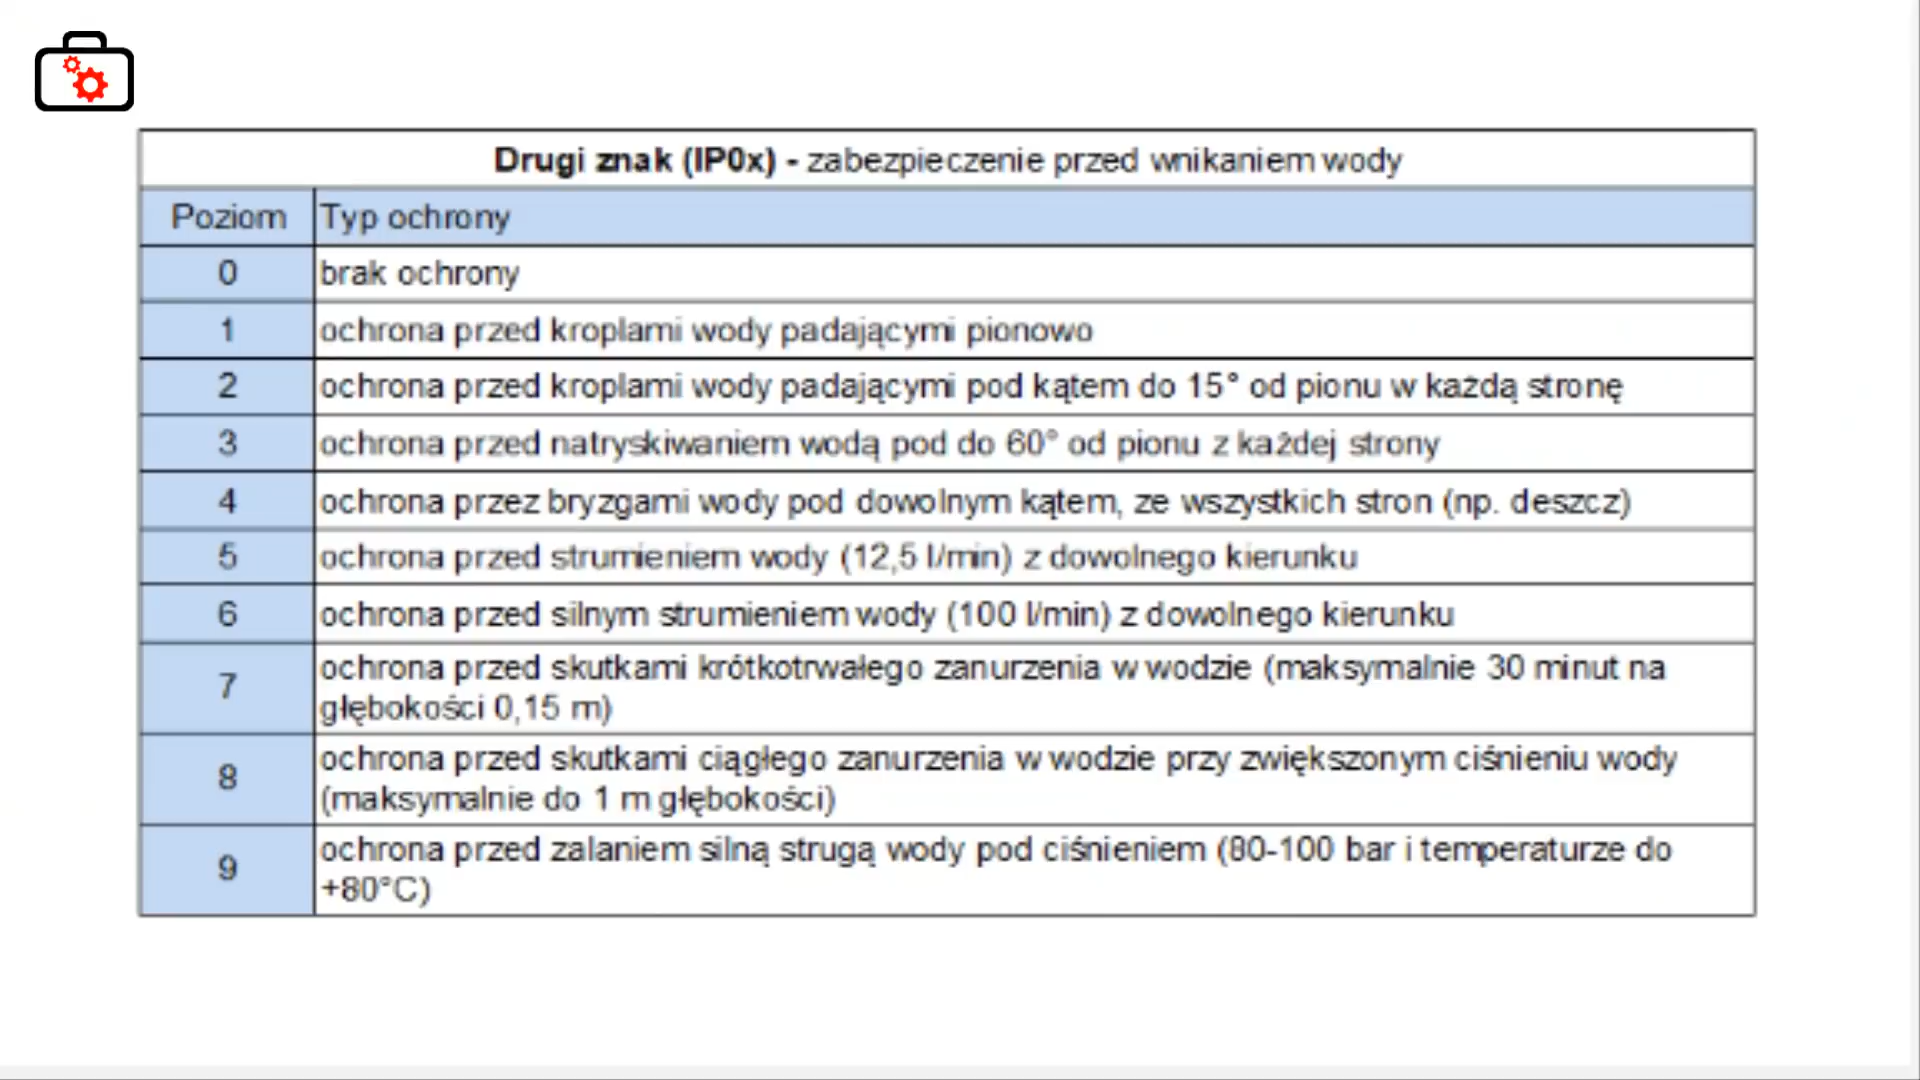 Drugi znak (IP0x) - zabezpieczenie przed wnikaniem wody
Poziom Typ ochrony
0 brak ochrony
1 ochrona przed kroplami wody padającymi pionowo
2 ochrona przed kroplami wody padającymi pod kątem do 15° od pionu w każdą stronę
3 ochrona przed natryskiwaniem wodą pod do 60° od pionu z każdej strony
4 ochrona przez bryzgami wody pod dowolnym kątem, ze wszystkich stron (np. deszcz)
5 ochrona przed strumieniem wody (12,5 l/min) z dowolnego kierunku
6 ochrona przed silnym strumieniem wody (100 l/min) z dowolnego kierunku
7 ochrona przed skutkami krótkotrwałego zanurzenia w wodzie (maksymalnie 30 minut na
głębokości 0,15 m)
8 ochrona przed skutkami ciągłego zanurzenia w wodzie przy zwiększonym ciśnieniu wody
(maksymalnie do 1 m głębokości)
9 ochrona przed zalaniem silną strugą wody pod ciśnieniem (80-100 bar i temperaturze do
+80°C)